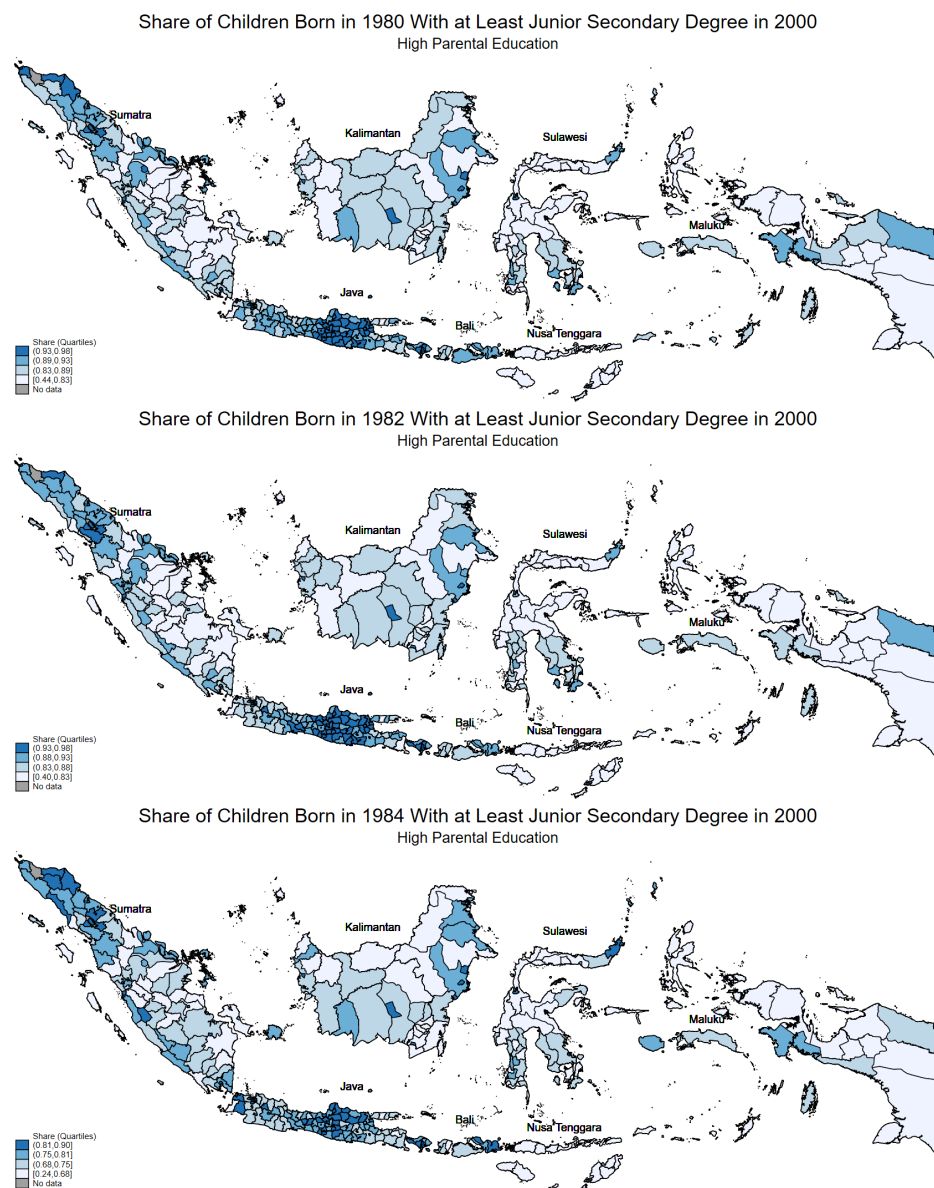 Share of Children Born in 1980 With at Least Junior Secondary Degree in 2000
High Parental Education
Sumatra
Kalimantan
Sulawesi
Maluku
Java
Bali
Nusa Tenggara
Share (Quartiles)
(0.93,0.98]
(0.89,0.93]
(0.83,0.89]
[0.44,0.83]
No data
Share of Children Born in 1982 With at Least Junior Secondary Degree in 2000
High Parental Education
Sumatra
Kalimantan
Sulawesi
Maluku
Java
Bali
Nusa Tenggara
Share (Quartiles)
(0.93,0.98]
(0.88,0.93]
(0.83,0.88]
[0.40,0.83]
No data
Share of Children Born in 1984 With at Least Junior Secondary Degree in 2000
High Parental Education
Sumatra
Kalimantan
Sulawesi
Maluku
Java
Bali
Nusa Tenggara
Share (Quartiles)
(0.81,0.90]
(0.75,0.81]
(0.68,0.75]
[0.24,0.68]
No data